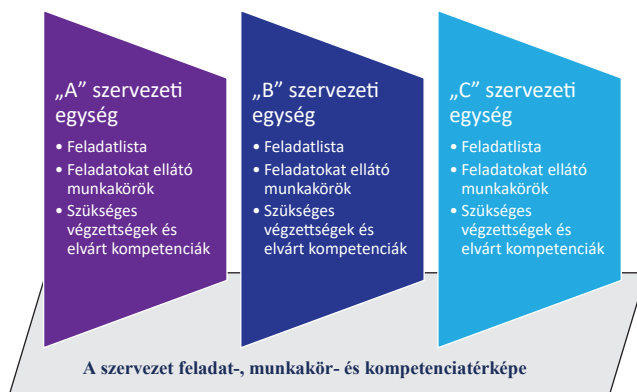 „A” szervezeti
egység
• Feladatlista
• Feladatokat ellátó
munkakörök
• Szükséges
végzettségek és
elvárt kompetenciák
„B” szervezeti
egység
• Feladatlista
• Feladatokat ellátó
munkakörök
• Szükséges
végzettségek és
elvárt kompetenciák
„C” szervezeti
egység
• Feladatlista
• Feladatokat ellátó
munkakörök
• Szükséges
végzettségek és
elvárt kompetenciák
A szervezet feladat-, munkakör- és kompetenciatérképe